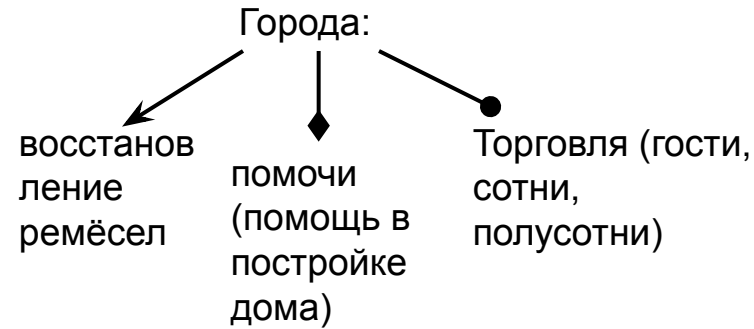 Города:
восстанов
ление
ремёсел
помочи
(помощь в
постройке
дома)
Торговля (гости,
сотни,
полусотни)